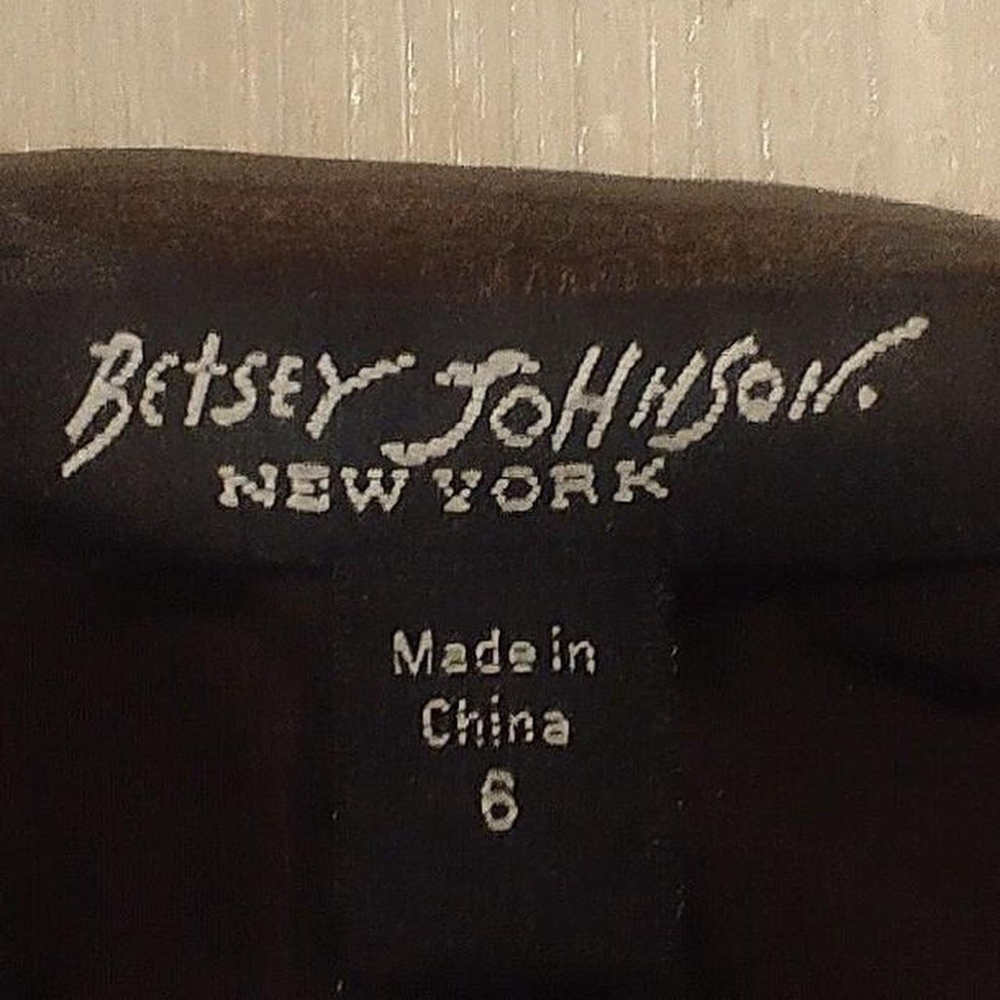 BEtSEY JOHNSON.
NEW YORK
Made in
China
6